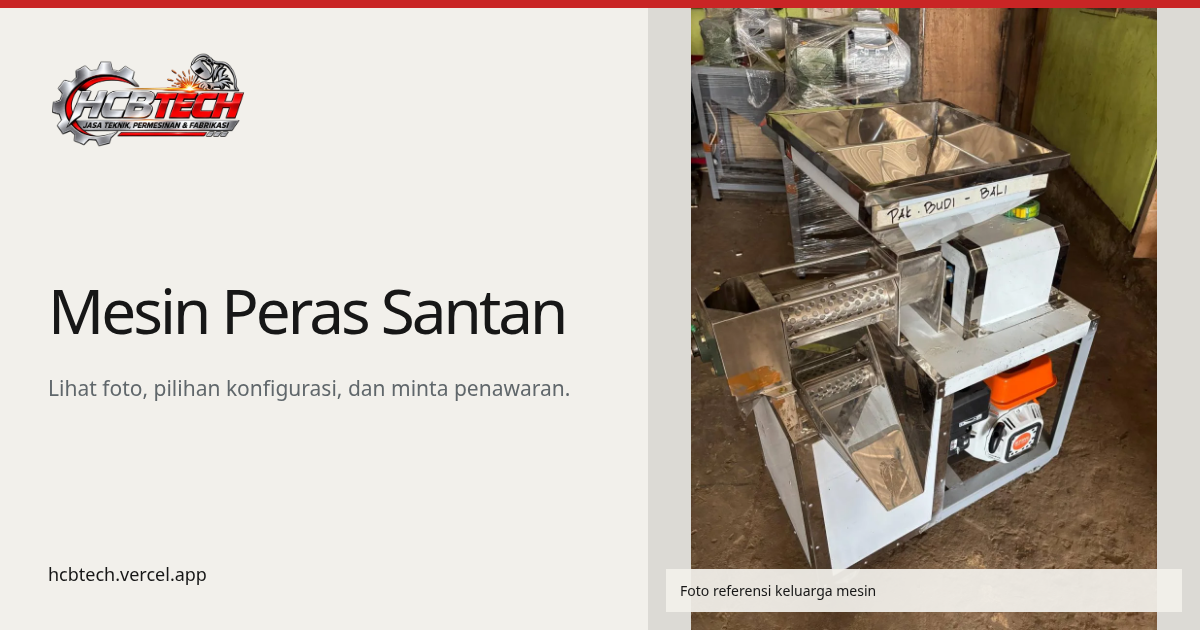 HCBTECH
JASA TEKNIK, PERMESINAN & FABRIKASI
Mesin Peras Santan
Lihat foto, pilihan konfigurasi, dan minta penawaran.
hcbtech.vercel.app
PAK. BUDI - BALI
Foto referensi keluarga mesin